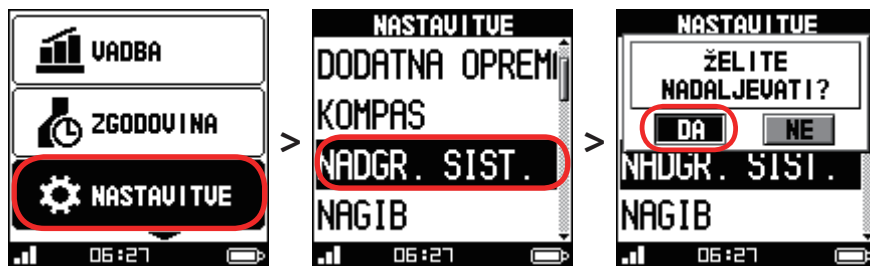 VADBA
ZGODOVINA
NASTAVITVE
06:27
>
NASTAVITVE
DODATNA OPREM
KOMPAS
NADGR. SIST.
NAGIB
06:27
>
NASTAVITVE
ŽELITE
NADALJEVATI?
DA NE
NADGR. SIST.
NAGIB
06:27